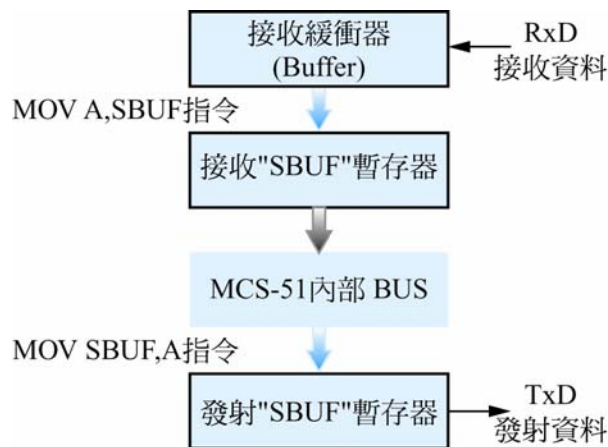 接收緩衝器
(Buffer)
RxD
接收資料
MOV A,SBUF指令
接收"SBUF"暫存器
MCS-51內部 BUS
MOV SBUF,A指令
發射"SBUF"暫存器
TxD
發射資料